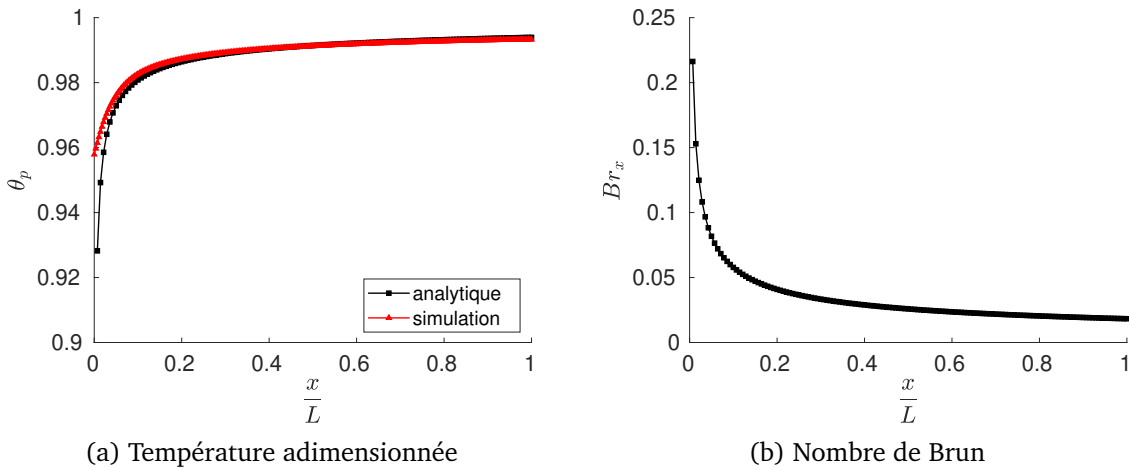 1
0.98
0.96
0.94
0.92
0.9
θp
0 0.2 0.4 0.6 0.8 1
x
L
analytique
simulation
(a) Température adimensionnée
0.25
0.2
0.15
0.1
0.05
0
Brx
0 0.2 0.4 0.6 0.8 1
x
L
(b) Nombre de Brun